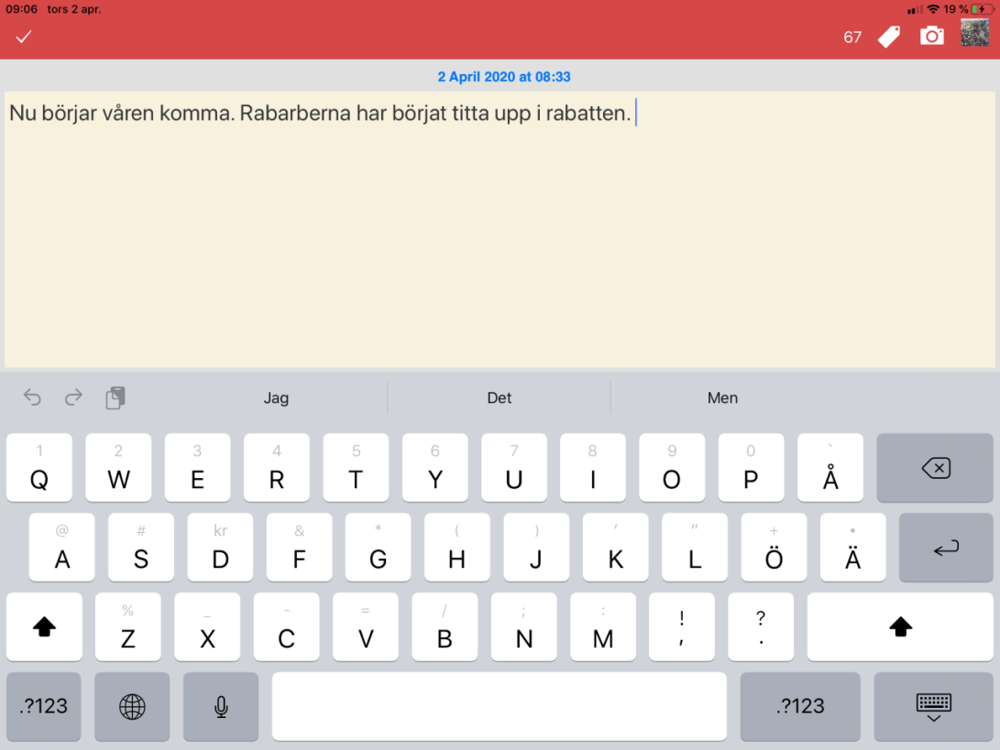 09:06 tors 2 apr. 19 %
67
2 April 2020 at 08:33
Nu börjar våren komma. Rabarberna har börjat titta upp i rabatten.
Jag Det Men
1 2 3 4 5 6 7 8 9 0 `
Q W E R T Y U I O P Å
@ # kr & * ( ) ' " + •
A S D F G H J K L Ö Ä
% _ - = / ; : ! ?
Z X C V B N M , .
.?123 .?123